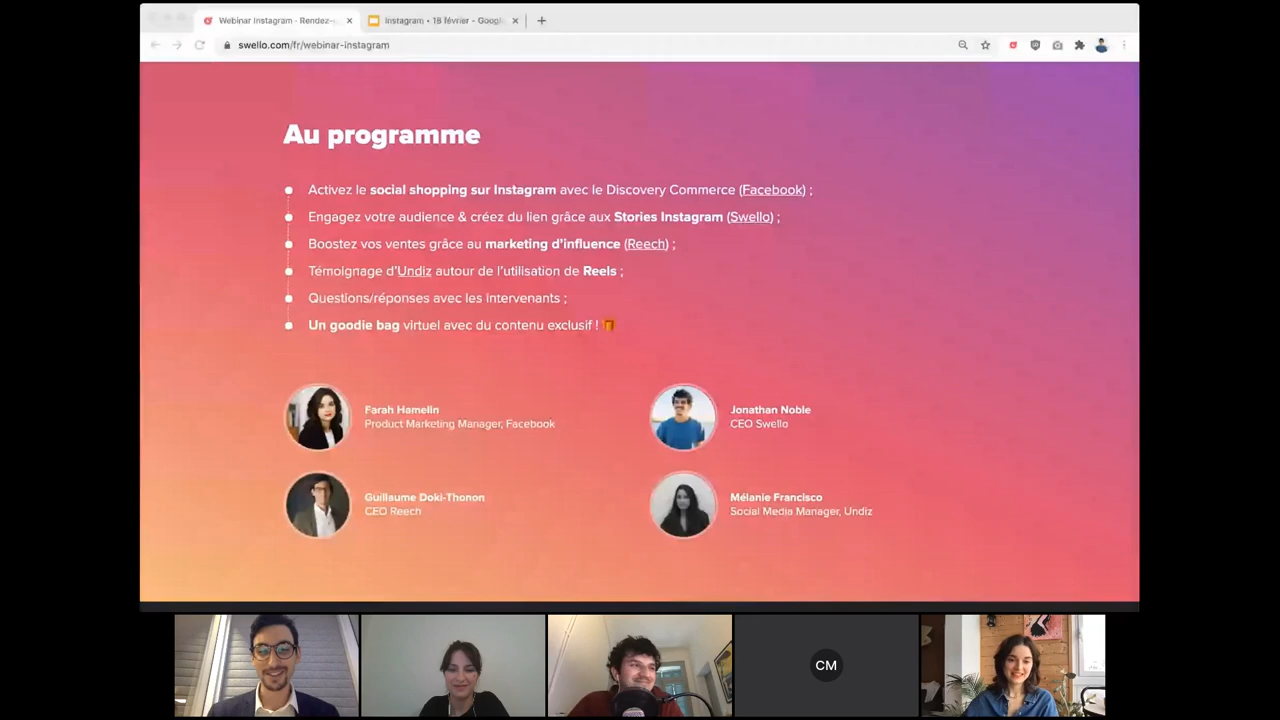 Webinar Instagram · Rendez-
Instagram • 18 février - Google
swello.com/fr/webinar-instagram
Au programme
Activez le social shopping sur Instagram avec le Discovery Commerce (Facebook) ;
Engagez votre audience & créez du lien grâce aux Stories Instagram (Swello) ;
Boostez vos ventes grâce au marketing d'influence (Reech) ;
Témoignage d'Undiz autour de l'utilisation de Reels ;
Questions/réponses avec les intervenants ;
Un goodie bag virtuel avec du contenu exclusif ! 🎁
Farah Hamelin
Product Marketing Manager, Facebook
Jonathan Noble
CEO Swello
Guillaume Doki-Thonon
CEO Reech
Mélanie Francisco
Social Media Manager, Undiz
CM